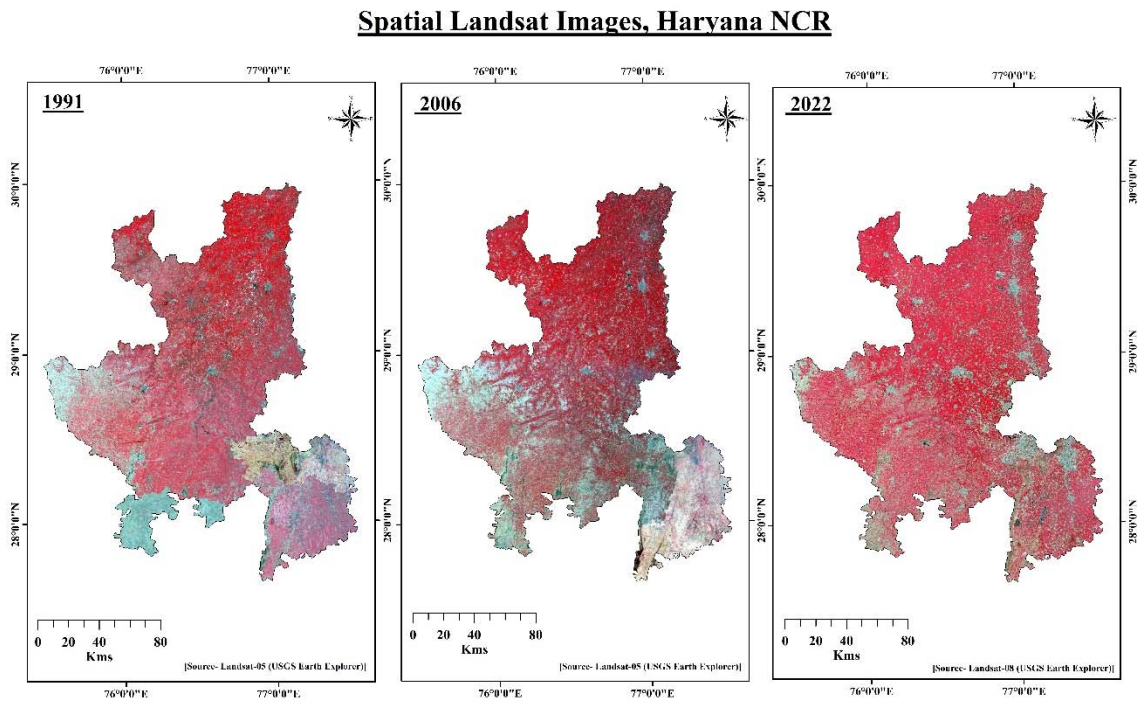 Spatial Landsat Images, Haryana NCR
76°0'0"E 77°0'0"E
76°0'0"E 77°0'0"E
76°0'0"E 77°0'0"E
1991
2006
2022
30°0'0"N
29°0'0"N
28°0'0"N
30°0'0"N
29°0'0"N
28°0'0"N
30°0'0"N
29°0'0"N
28°0'0"N
30°0'0"N
29°0'0"N
28°0'0"N
0 20 40 60 80
Kms
|Source- Landsat-05 (USGS Earth Explorer)|
0 20 40 60 80
Kms
|Source- Landsat-05 (USGS Earth Explorer)|
0 20 40 60 80
Kms
|Source- Landsat-08 (USGS Earth Explorer)|
76°0'0"E 77°0'0"E
76°0'0"E 77°0'0"E
76°0'0"E 77°0'0"E